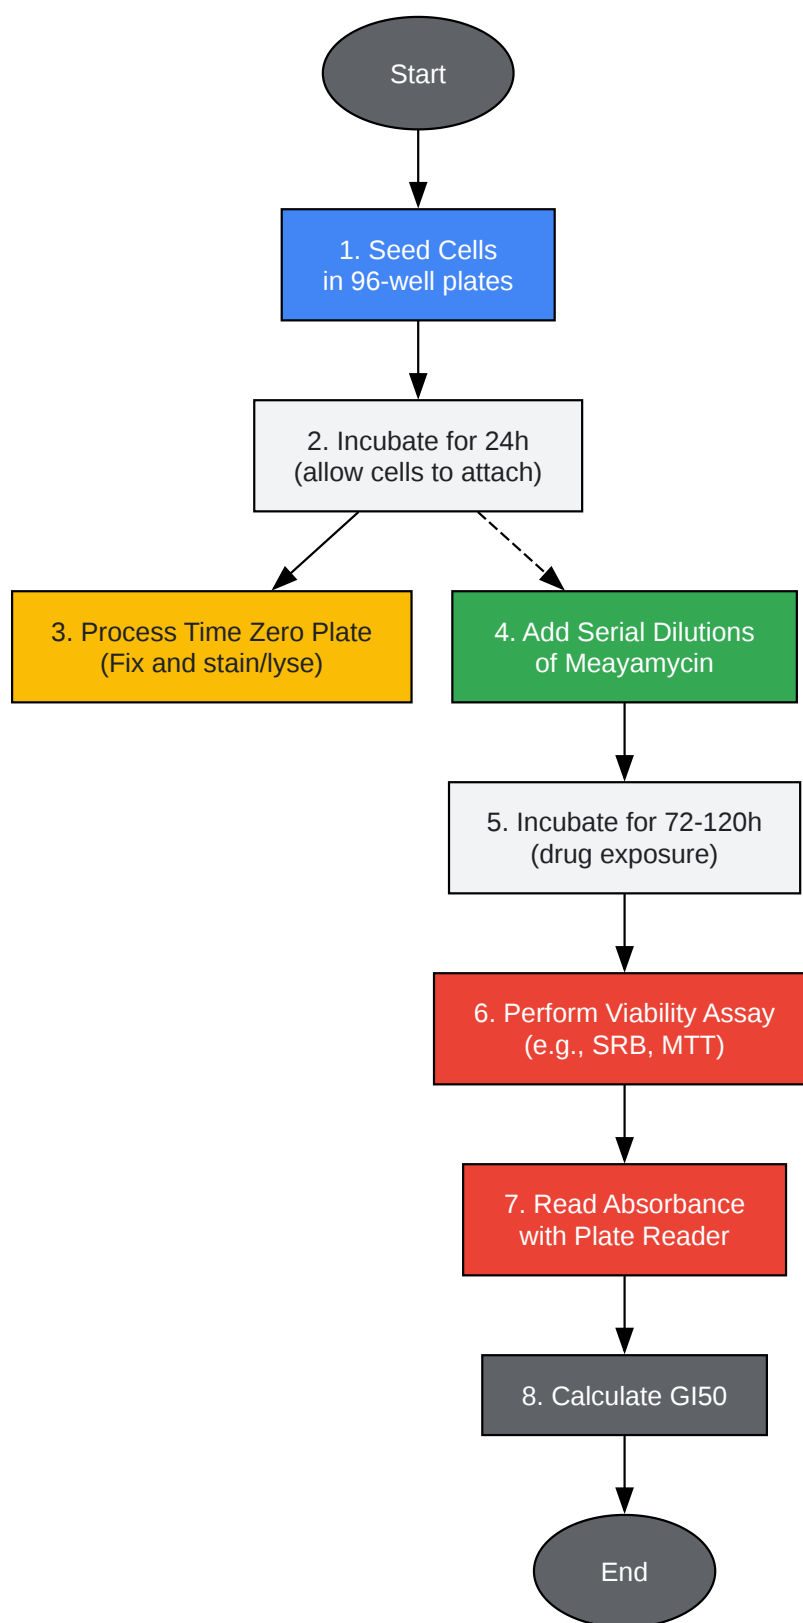 Start
1. Seed Cells
in 96-well plates
2. Incubate for 24h
(allow cells to attach)
3. Process Time Zero Plate
(Fix and stain/lyse)
4. Add Serial Dilutions
of Meayamycin
5. Incubate for 72-120h
(drug exposure)
6. Perform Viability Assay
(e.g., SRB, MTT)
7. Read Absorbance
with Plate Reader
8. Calculate GI50
End